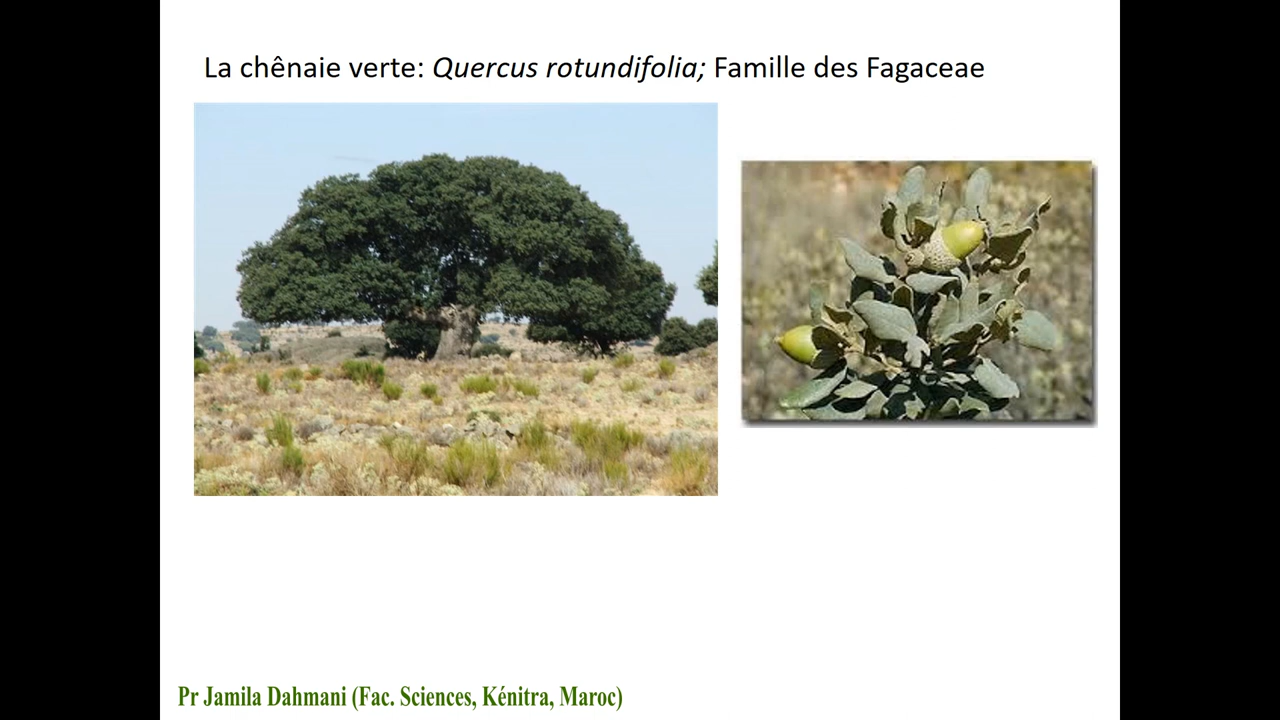 La chênaie verte: Quercus rotundifolia; Famille des Fagaceae
Pr Jamila Dahmani (Fac. Sciences, Kénitra, Maroc)